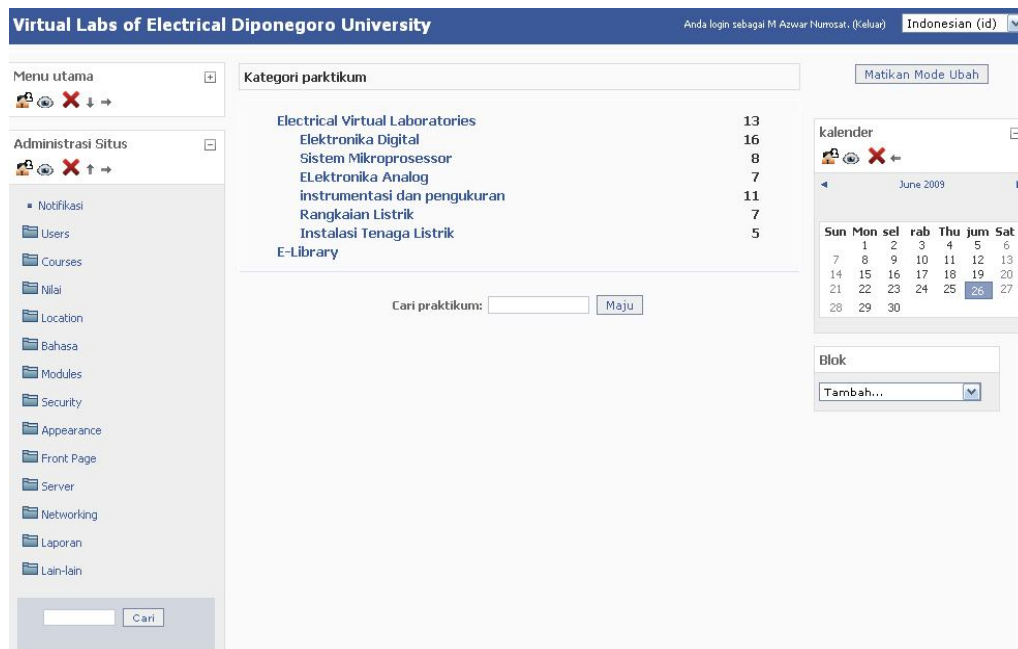 Virtual Labs of Electrical Diponegoro University
Anda login sebagai M Azwar Nurrosat. (Keluar)
Indonesian (id)
Menu utama
Administrasi Situs
Notifikasi
Users
Courses
Nilai
Location
Bahasa
Modules
Security
Appearance
Front Page
Server
Networking
Laporan
Lain-lain
Cari
Kategori parktikum
Electrical Virtual Laboratories 13
Elektronika Digital 16
Sistem Mikroprosessor 8
ELektronika Analog 7
instrumentasi dan pengukuran 11
Rangkaian Listrik 7
Instalasi Tenaga Listrik 5
E-Library
Cari praktikum: Maju
Matikan Mode Ubah
kalender
June 2009
Sun Mon sel rab Thu jum Sat
1 2 3 4 5 6
7 8 9 10 11 12 13
14 15 16 17 18 19 20
21 22 23 24 25 26 27
28 29 30
Blok
Tambah...